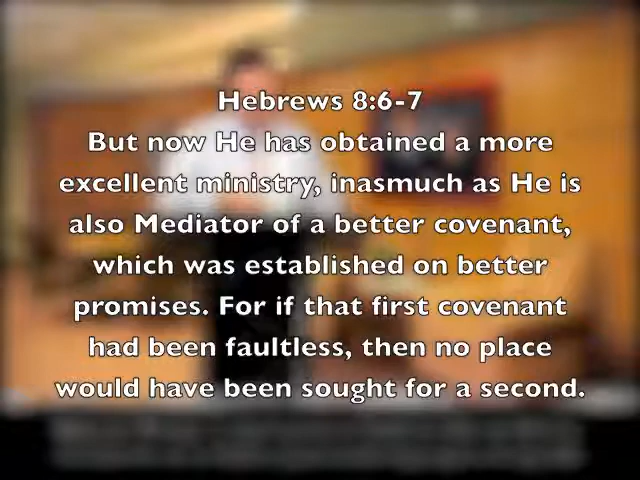 Hebrews 8:6-7
But now He has obtained a more
excellent ministry, inasmuch as He is
also Mediator of a better covenant,
which was established on better
promises. For if that first covenant
had been faultless, then no place
would have been sought for a second.